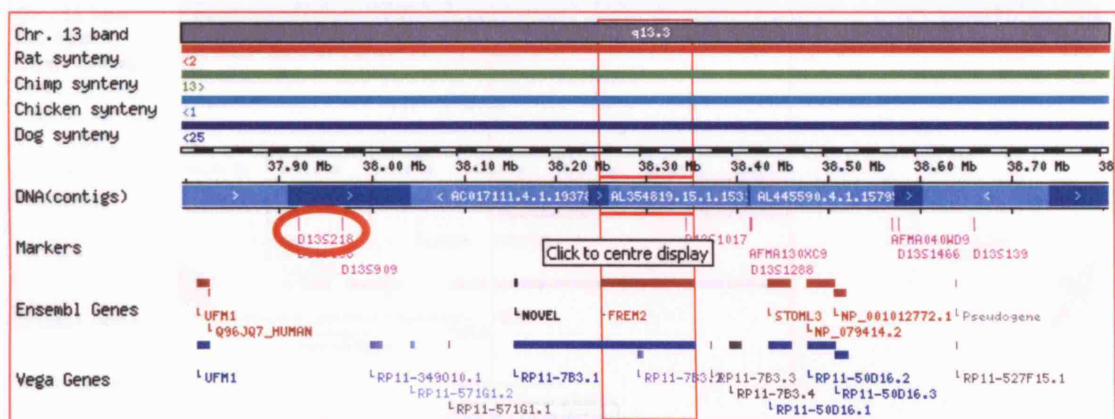 Chr. 13 band q13.3
Rat synteny
<2
Chimp synteny
13>
Chicken synteny
<1
Dog synteny
<25
37.90 Mb 38.00 Mb 38.10 Mb 38.20 Mb 38.30 Mb 38.40 Mb 38.50 Mb 38.60 Mb 38.70 Mb 38
DNA(contigs) > > < AC017111.4.1.19378 > AL354819.15.1.153 AL445590.4.1.1579 > < >
D13S218 D13S1017 AFMA040WD9
Markers Click to centre display AFMA130XC9 D13S1466 D13S139
D13S909 D13S1288
Ensembl Genes UFM1 NOVEL FREM2 STOML3 NP_001012772.1 Pseudogene
Q96JQ7_HUMAN NP_079414.2
Vega Genes UFM1 RP11-349O10.1 RP11-7B3.1 RP11-7B3.2 RP11-7B3.3 RP11-50D16.2 RP11-527F15.1
RP11-571G1.2 RP11-7B3.4 RP11-50D16.3
RP11-571G1.1 RP11-50D16.1